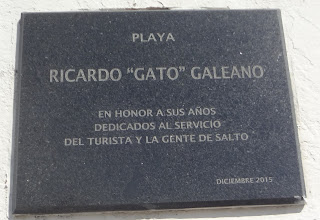 PLAYA
RICARDO "GATO" GALEANO
EN HONOR A SUS AÑOS
DEDICADOS AL SERVICIO
DEL TURISTA Y LA GENTE DE SALTO
DICIEMBRE 2015